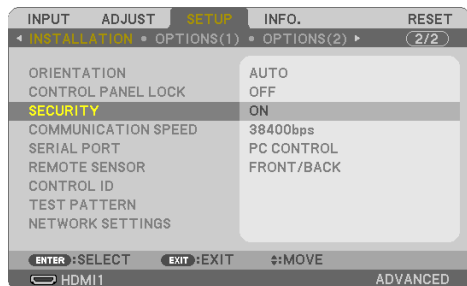 INPUT ADJUST SETUP INFO. RESET
INSTALLATION OPTIONS(1) OPTIONS(2) 2/2
ORIENTATION AUTO
CONTROL PANEL LOCK OFF
SECURITY ON
COMMUNICATION SPEED 38400bps
SERIAL PORT PC CONTROL
REMOTE SENSOR FRONT/BACK
CONTROL ID
TEST PATTERN
NETWORK SETTINGS
ENTER :SELECT EXIT :EXIT :MOVE
HDMI1 ADVANCED